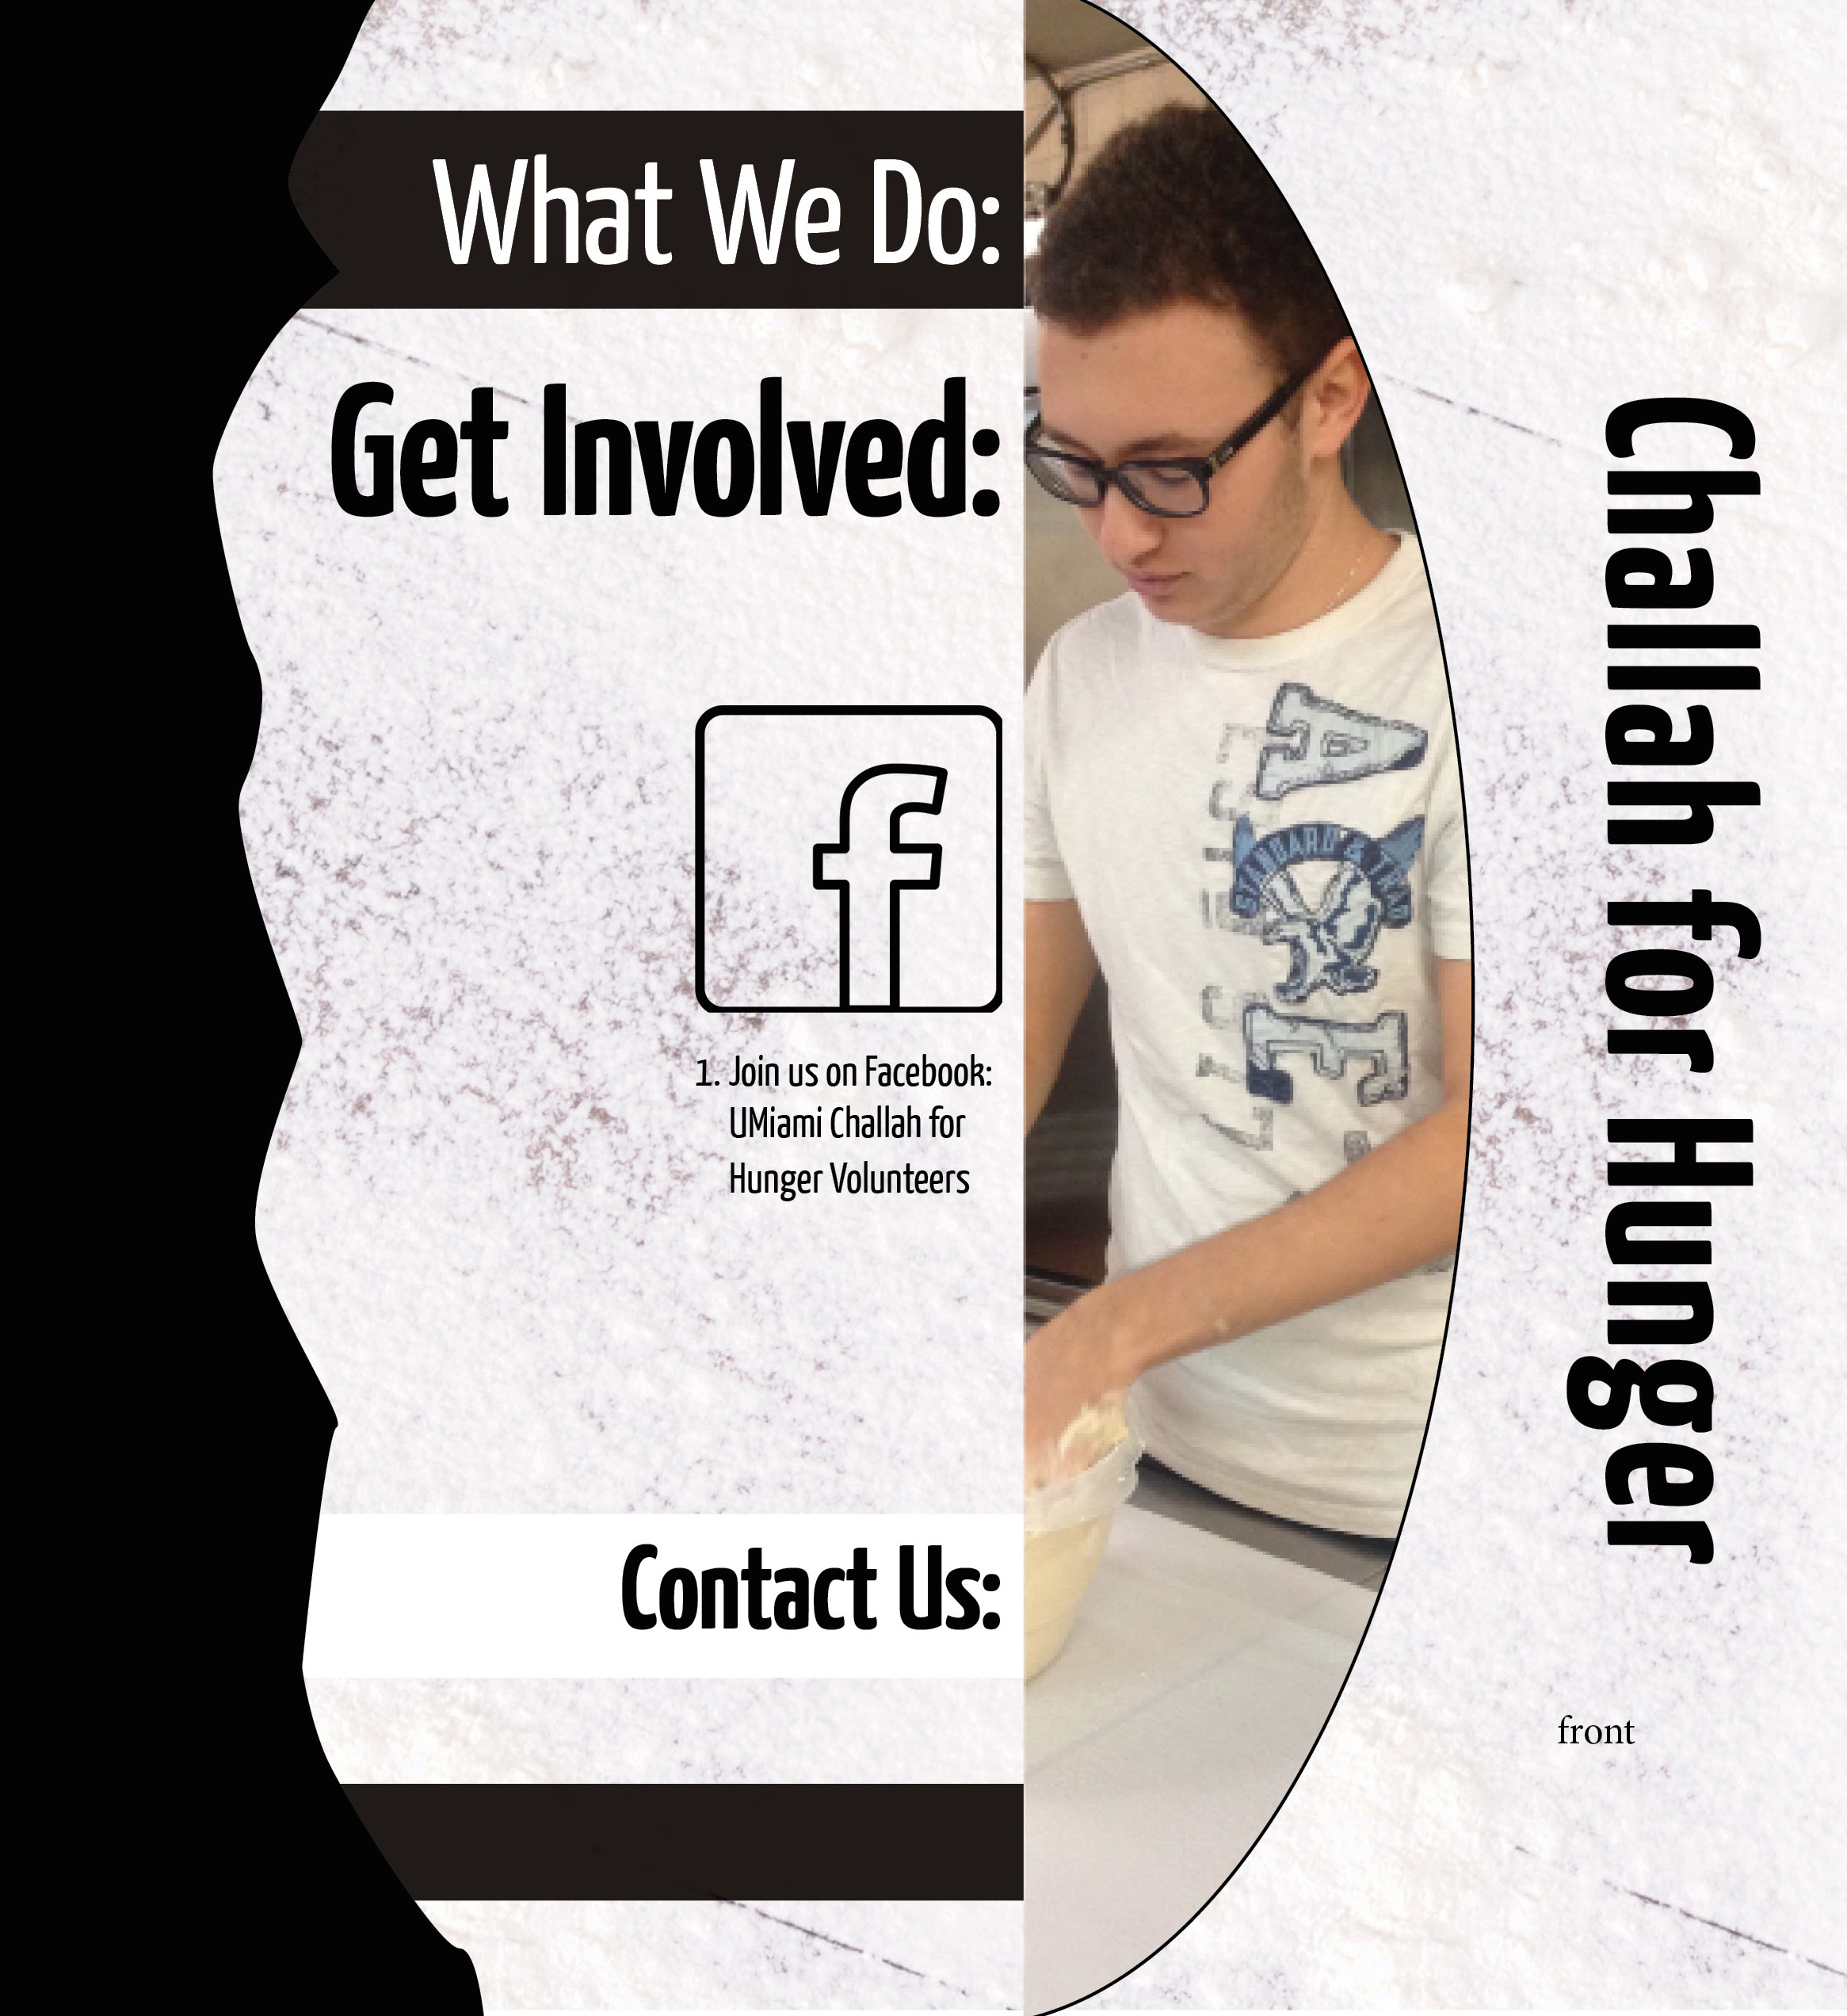 What We Do:
Get Involved:
f
1. Join us on Facebook:
UMiami Challah for
Hunger Volunteers
Contact Us:
A
STANDARD &
E
Challah for Hunger
front